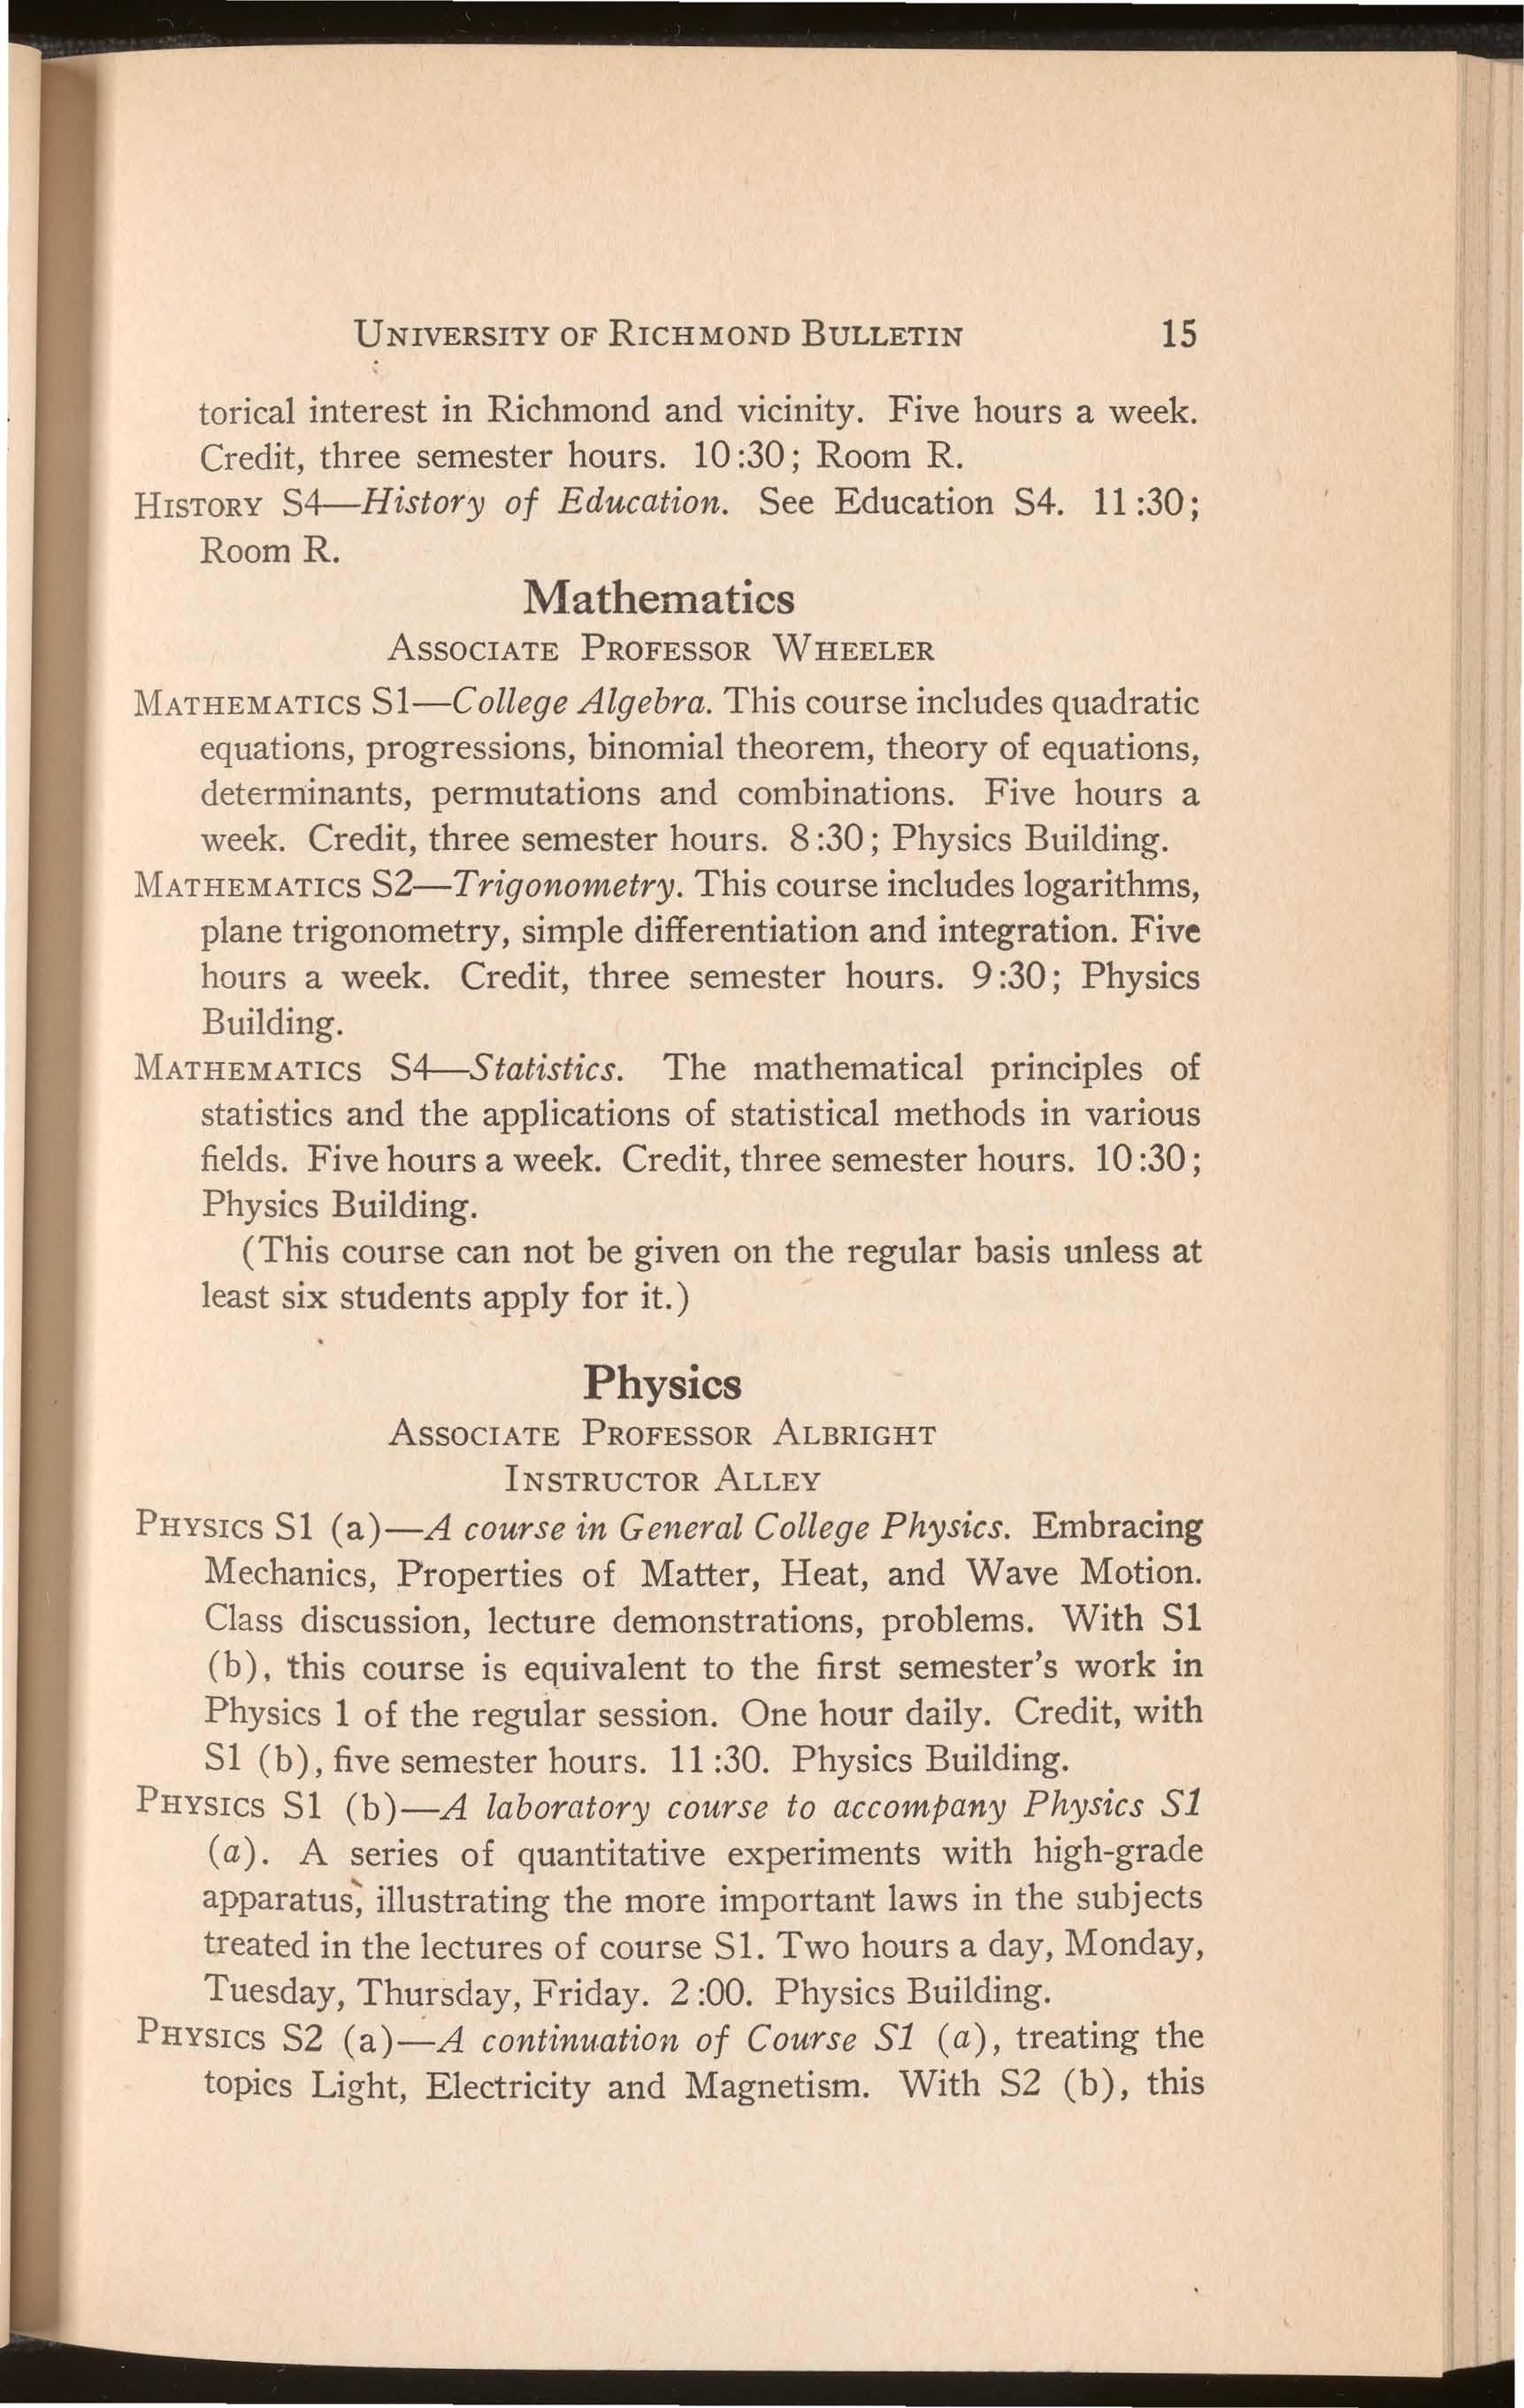 UNIVERSITY OF RICHMOND BULLETIN 15
torical interest in Richmond and vicinity. Five hours a week.
Credit, three semester hours. 10:30; Room R.
HISTORY S4—History of Education. See Education S4. 11:30;
Room R.
Mathematics
ASSOCIATE PROFESSOR WHEELER
MATHEMATICS S1—College Algebra. This course includes quadratic
equations, progressions, binomial theorem, theory of equations,
determinants, permutations and combinations. Five hours a
week. Credit, three semester hours. 8:30; Physics Building.
MATHEMATICS S2—Trigonometry. This course includes logarithms,
plane trigonometry, simple differentiation and integration. Five
hours a week. Credit, three semester hours. 9:30; Physics
Building.
MATHEMATICS S4—Statistics. The mathematical principles of
statistics and the applications of statistical methods in various
fields. Five hours a week. Credit, three semester hours. 10:30;
Physics Building.
(This course can not be given on the regular basis unless at
least six students apply for it.)
Physics
ASSOCIATE PROFESSOR ALBRIGHT
INSTRUCTOR ALLEY
PHYSICS S1 (a)—A course in General College Physics. Embracing
Mechanics, Properties of Matter, Heat, and Wave Motion.
Class discussion, lecture demonstrations, problems. With S1
(b), this course is equivalent to the first semester's work in
Physics 1 of the regular session. One hour daily. Credit, with
S1 (b), five semester hours. 11:30. Physics Building.
PHYSICS S1 (b)—A laboratory course to accompany Physics S1
(a). A series of quantitative experiments with high-grade
apparatus, illustrating the more important laws in the subjects
treated in the lectures of course S1. Two hours a day, Monday,
Tuesday, Thursday, Friday. 2:00. Physics Building.
PHYSICS S2 (a)—A continuation of Course S1 (a), treating the
topics Light, Electricity and Magnetism. With S2 (b), this